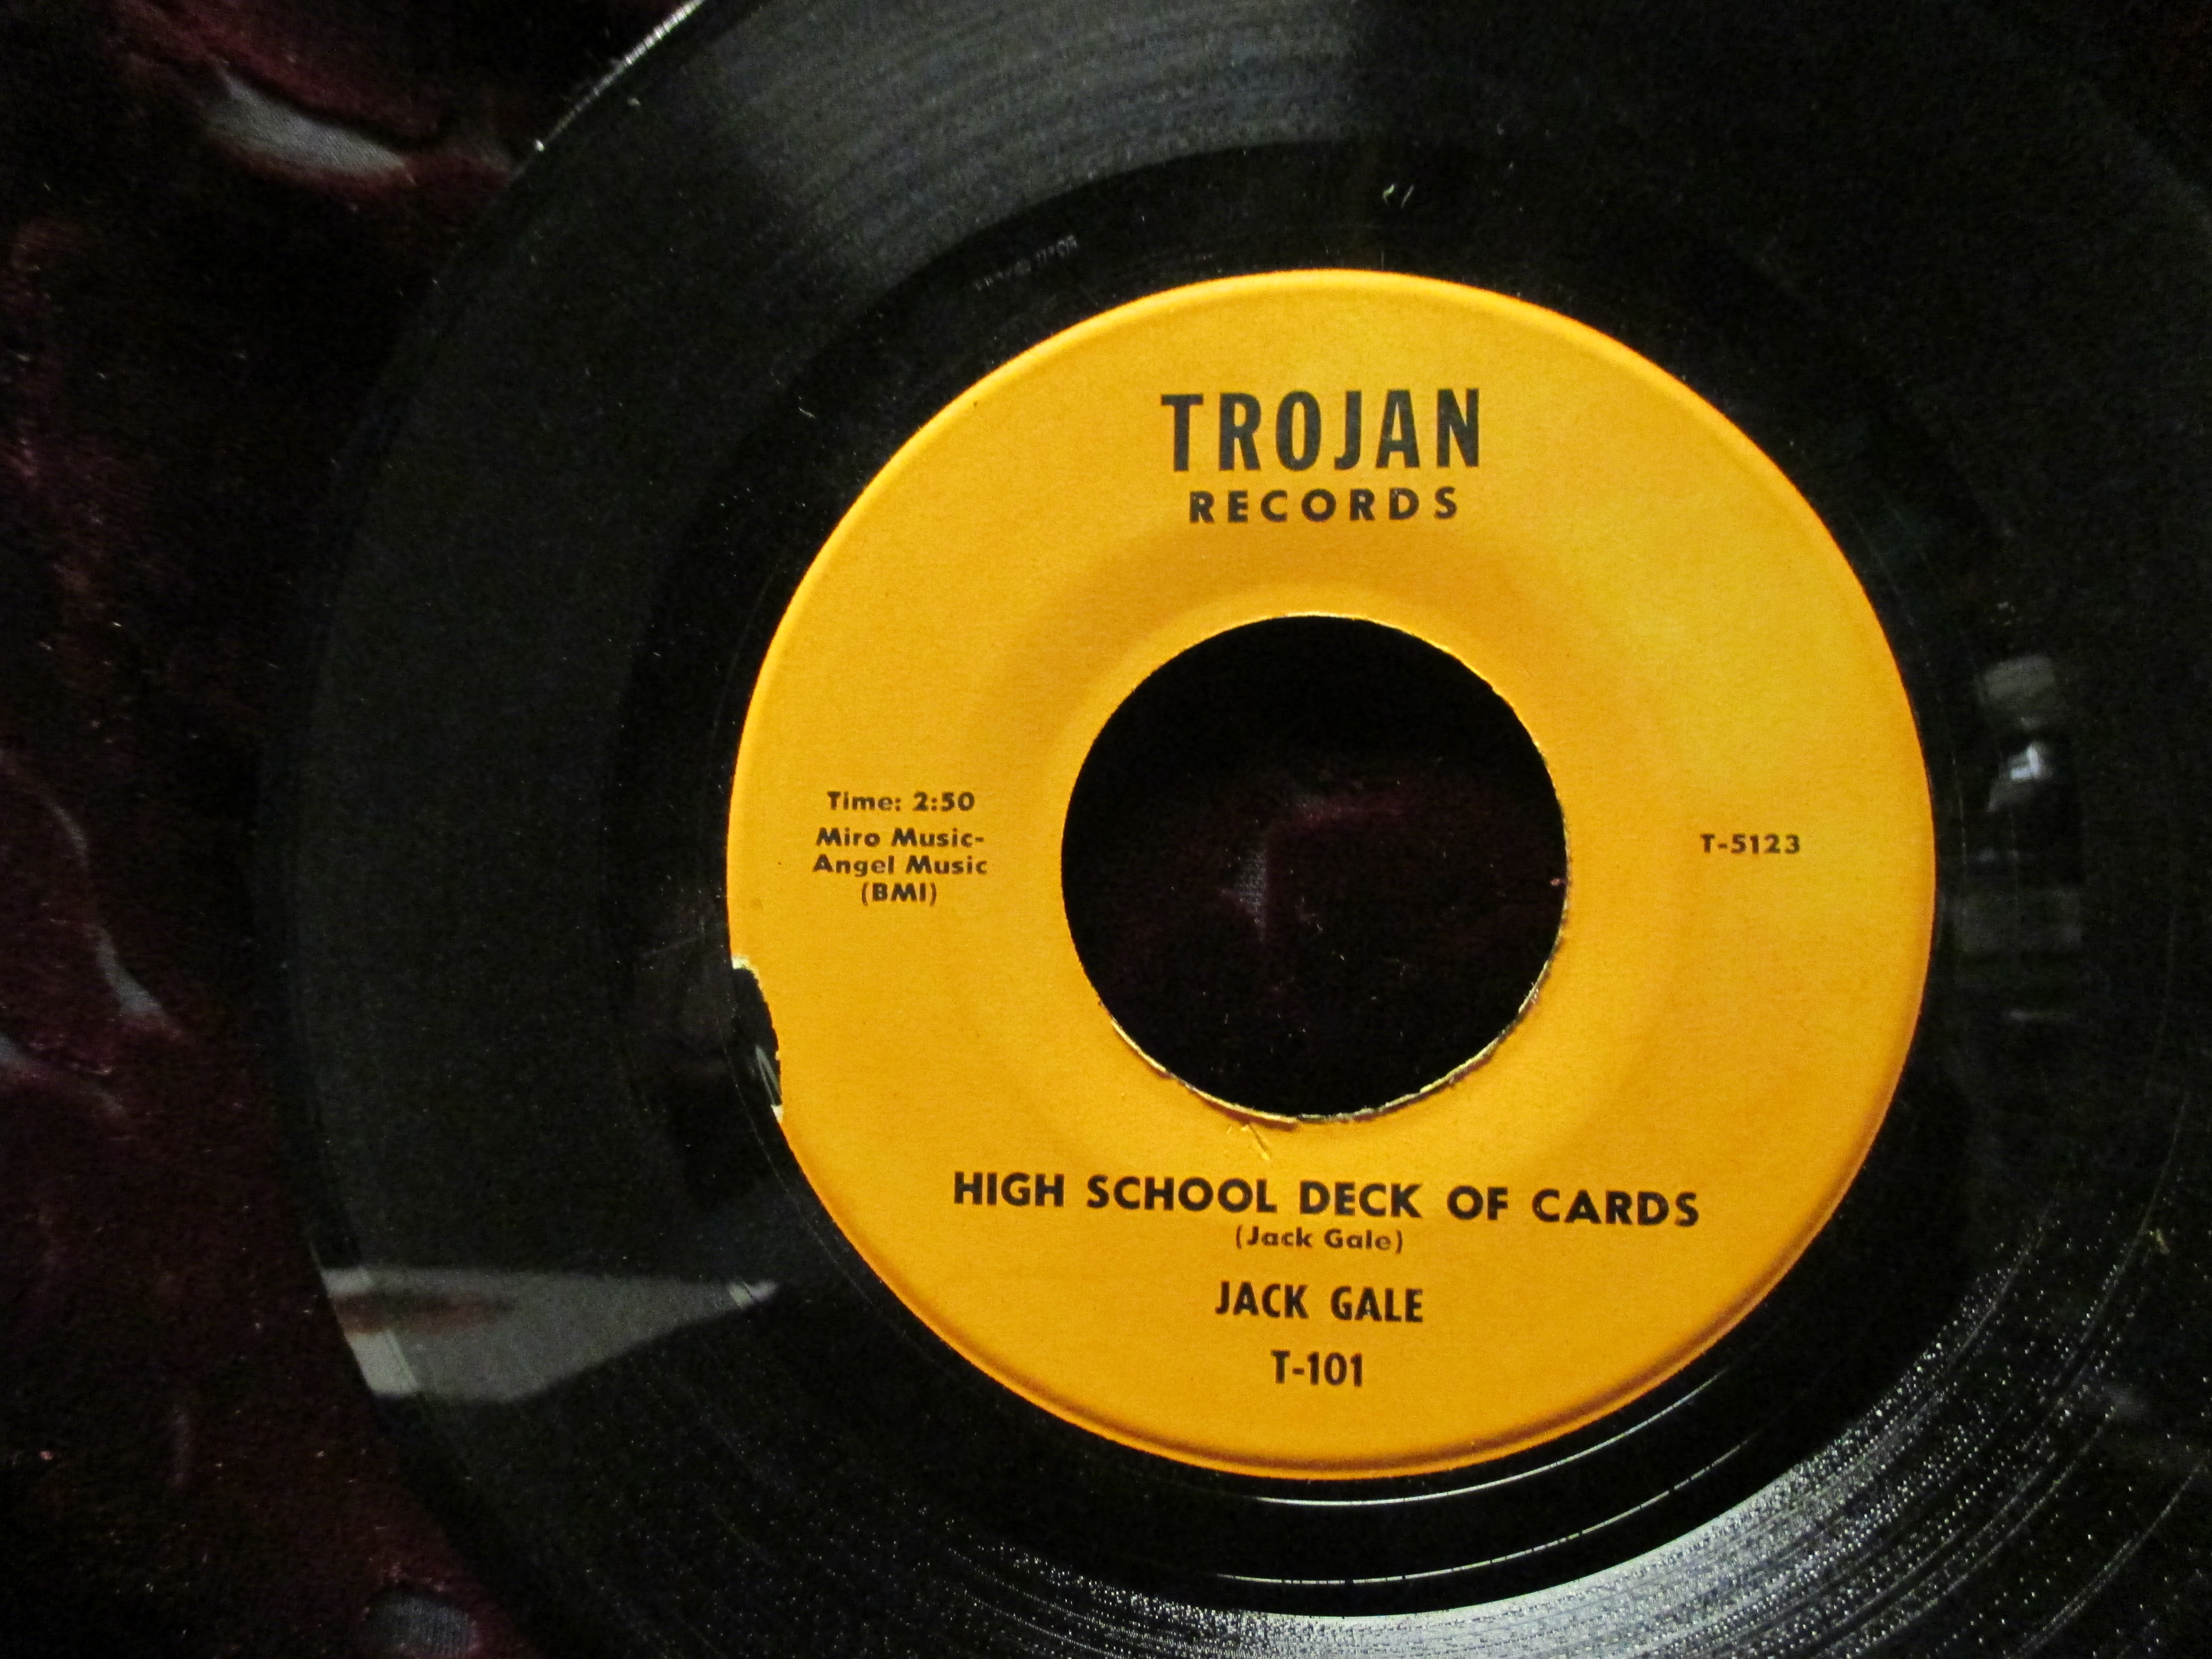 TROJAN
RECORDS
Time: 2:50
Miro Music-
Angel Music
(BMI)
T-5123
HIGH SCHOOL DECK OF CARDS
(Jack Gale)
JACK GALE
T-101